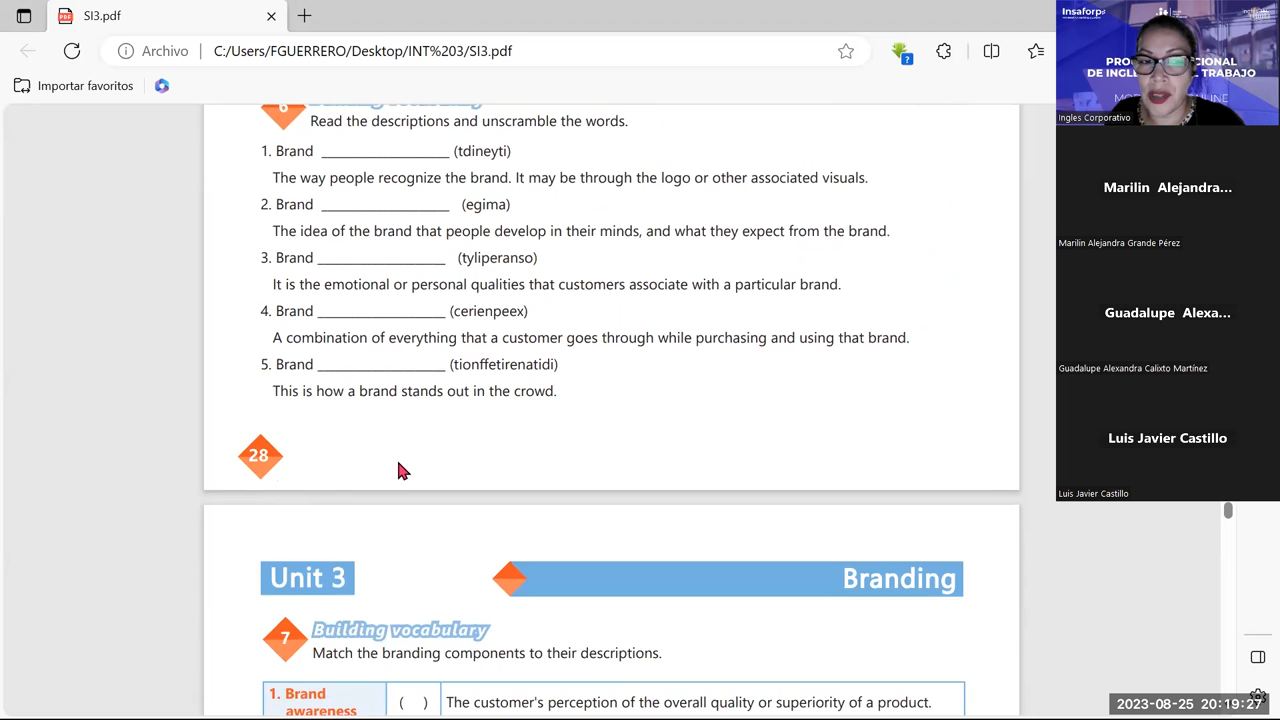 SI3.pdf
Archivo
C:/Users/FGUERRERO/Desktop/INT%203/SI3.pdf
Importar favoritos
6 Building vocabulary
Read the descriptions and unscramble the words.
1. Brand ________________ (tdineyti)
The way people recognize the brand. It may be through the logo or other associated visuals.
2. Brand ________________ (egima)
The idea of the brand that people develop in their minds, and what they expect from the brand.
3. Brand ________________ (tyliperanso)
It is the emotional or personal qualities that customers associate with a particular brand.
4. Brand ________________ (cerienpeex)
A combination of everything that a customer goes through while purchasing and using that brand.
5. Brand ________________ (tionffetirenatidi)
This is how a brand stands out in the crowd.
28
Unit 3
Branding
7 Building vocabulary
Match the branding components to their descriptions.
1. Brand
awareness
( )
The customer's perception of the overall quality or superiority of a product.
Insaforp
Ingles Corporativo
Marilin Alejandra...
Marilin Alejandra Grande Pérez
Guadalupe Alexa...
Guadalupe Alexandra Calixto Martínez
Luis Javier Castillo
Luis Javier Castillo
2023-08-25 20:19:27